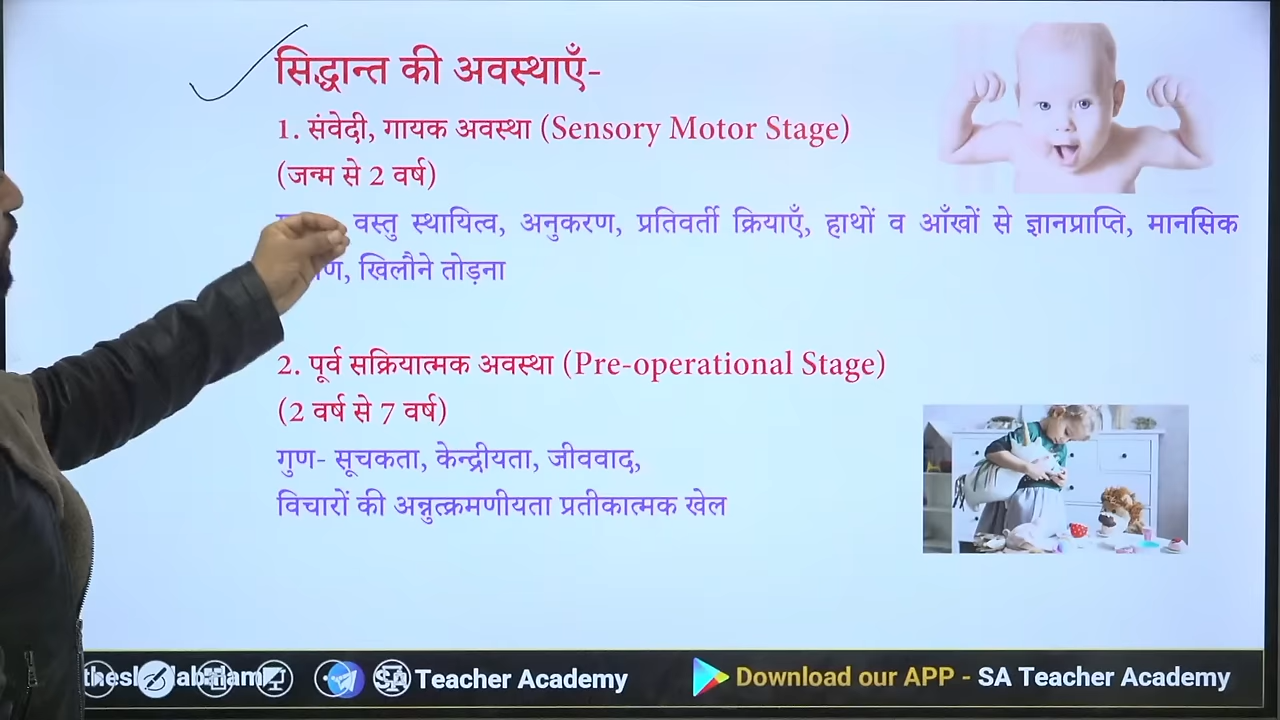 सिद्धान्त की अवस्थाएँ-
1. संवेदी, गायक अवस्था (Sensory Motor Stage)
(जन्म से 2 वर्ष)
वस्तु स्थायित्व, अनुकरण, प्रतिवर्ती क्रियाएँ, हाथों व आँखों से ज्ञानप्राप्ति, मानसिक
खिलौने तोड़ना
2. पूर्व सक्रियात्मक अवस्था (Pre-operational Stage)
(2 वर्ष से 7 वर्ष)
गुण- सूचकता, केन्द्रीयता, जीववाद,
विचारों की अन्नुत्क्रमणीयता प्रतीकात्मक खेल
Teacher Academy
Download our APP - SA Teacher Academy